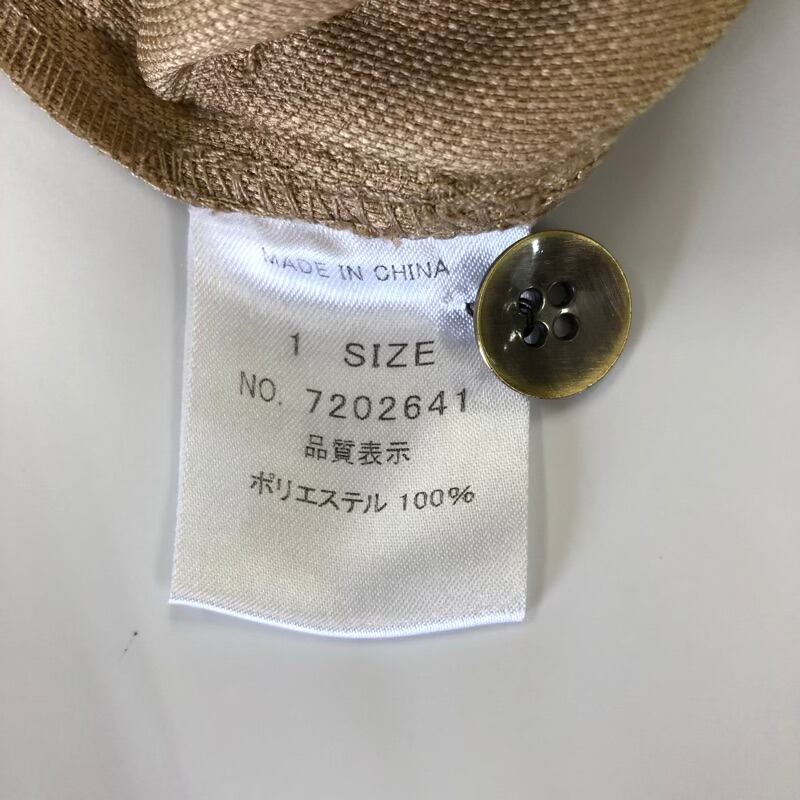 MADE IN CHINA
1 SIZE
NO. 7202641
品質表示
ポリエステル 100%